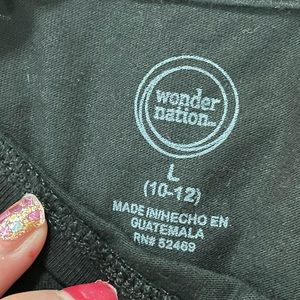 wonder
nation
L
(10-12)
MADE IN/HECHO EN
GUATEMALA
RN# 52469